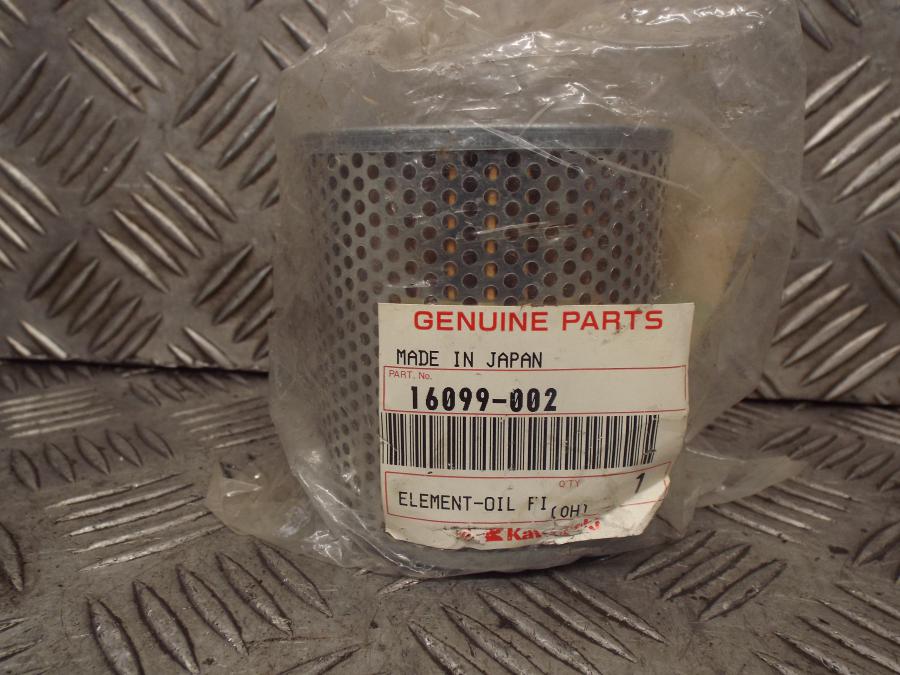 GENUINE PARTS
MADE IN JAPAN
PART. No.
16099-002
QTY 1
ELEMENT-OIL FI (OH)